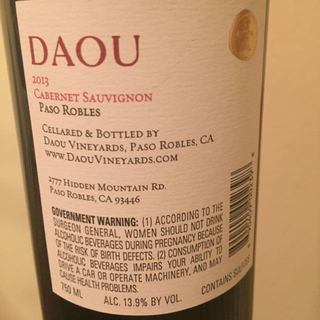 DAOU
2013
CABERNET SAUVIGNON
PASO ROBLES
CELLARED & BOTTLED BY
DAOU VINEYARDS, PASO ROBLES, CA
WWW.DAOUVINEYARDS.COM
2777 HIDDEN MOUNTAIN RD.
PASO ROBLES, CA 93446
GOVERNMENT WARNING: (1) ACCORDING TO THE
SURGEON GENERAL, WOMEN SHOULD NOT DRINK
ALCOHOLIC BEVERAGES DURING PREGNANCY BECAUSE
OF THE RISK OF BIRTH DEFECTS. (2) CONSUMPTION OF
ALCOHOLIC BEVERAGES IMPAIRS YOUR ABILITY TO
DRIVE A CAR OR OPERATE MACHINERY, AND MAY
CAUSE HEALTH PROBLEMS.
CONTAINS
750 ML
ALC. 13.9% BY VOL.